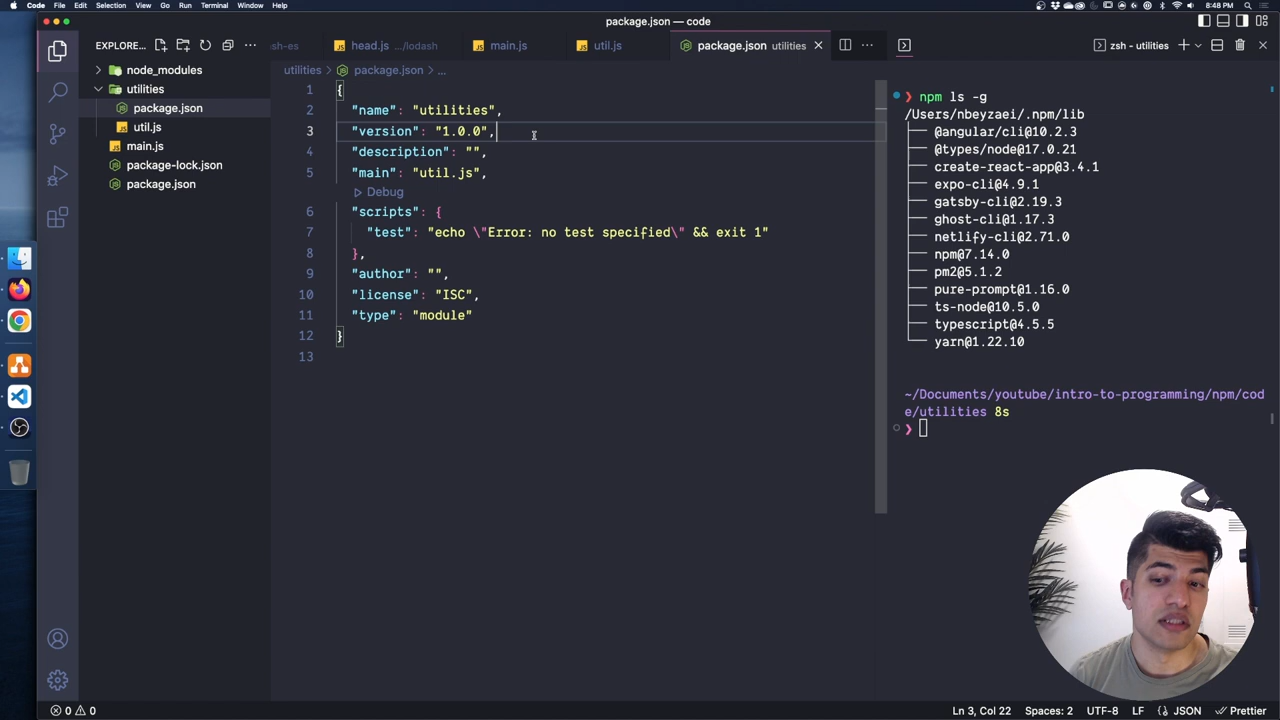 Code File Edit Selection View Go Run Terminal Window Help 8:48 PM
package.json — code
EXPLORE...
node_modules
utilities
package.json
util.js
main.js
package-lock.json
package.json
sh-es head.js .../lodash main.js util.js package.json utilities
utilities > package.json > ...
1 {
2 "name": "utilities",
3 "version": "1.0.0",
4 "description": "",
5 "main": "util.js",
Debug
6 "scripts": {
7 "test": "echo \"Error: no test specified\" && exit 1"
8 },
9 "author": "",
10 "license": "ISC",
11 "type": "module"
12 }
13
zsh - utilities
❯ npm ls -g
/Users/nbeyzaei/.npm/lib
├── @angular/cli@10.2.3
├── @types/node@17.0.21
├── create-react-app@3.4.1
├── expo-cli@4.9.1
├── gatsby-cli@2.19.3
├── ghost-cli@1.17.3
├── netlify-cli@2.71.0
├── npm@7.14.0
├── pm2@5.1.2
├── pure-prompt@1.16.0
├── ts-node@10.5.0
├── typescript@4.5.5
└── yarn@1.22.10
~/Documents/youtube/intro-to-programming/npm/cod
e/utilities 8s
❯
0 0 Ln 3, Col 22 Spaces: 2 UTF-8 LF {} JSON Prettier